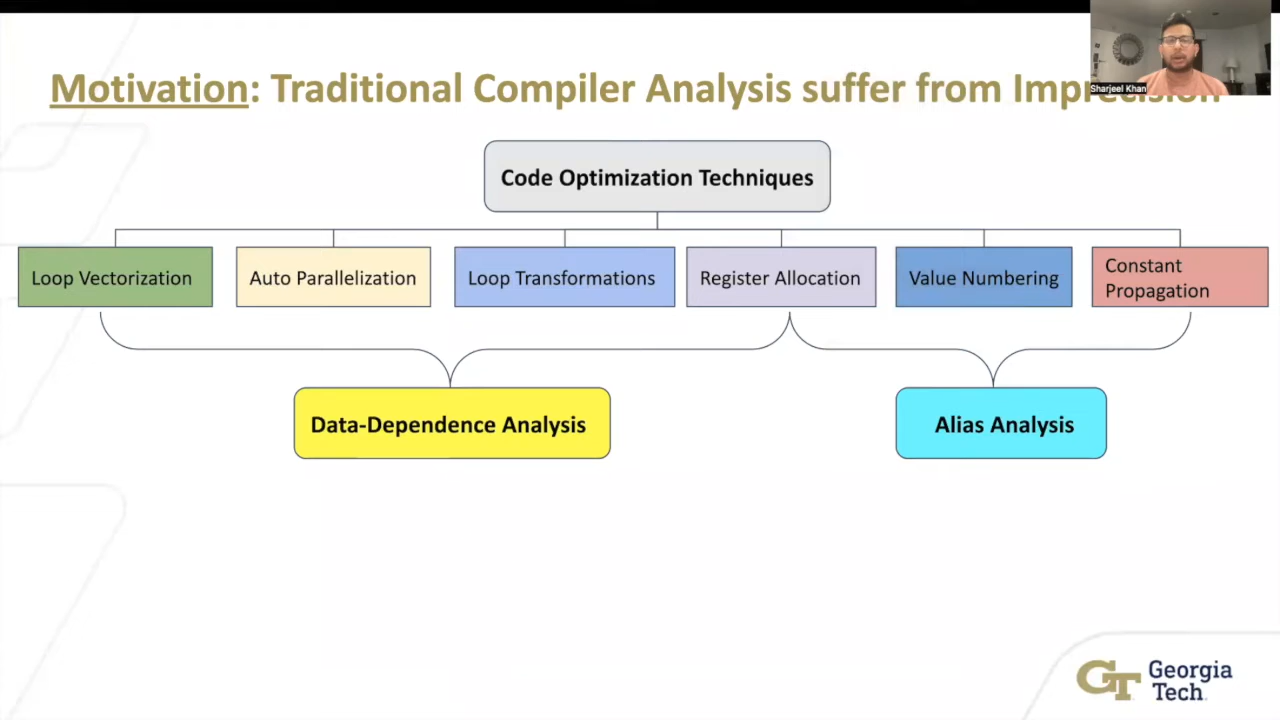 Motivation: Traditional Compiler Analysis suffer from
Sharjeel Khan
Code Optimization Techniques
Loop Vectorization
Auto Parallelization
Loop Transformations
Register Allocation
Value Numbering
Constant
Propagation
Data-Dependence Analysis
Alias Analysis
GT
Georgia
Tech